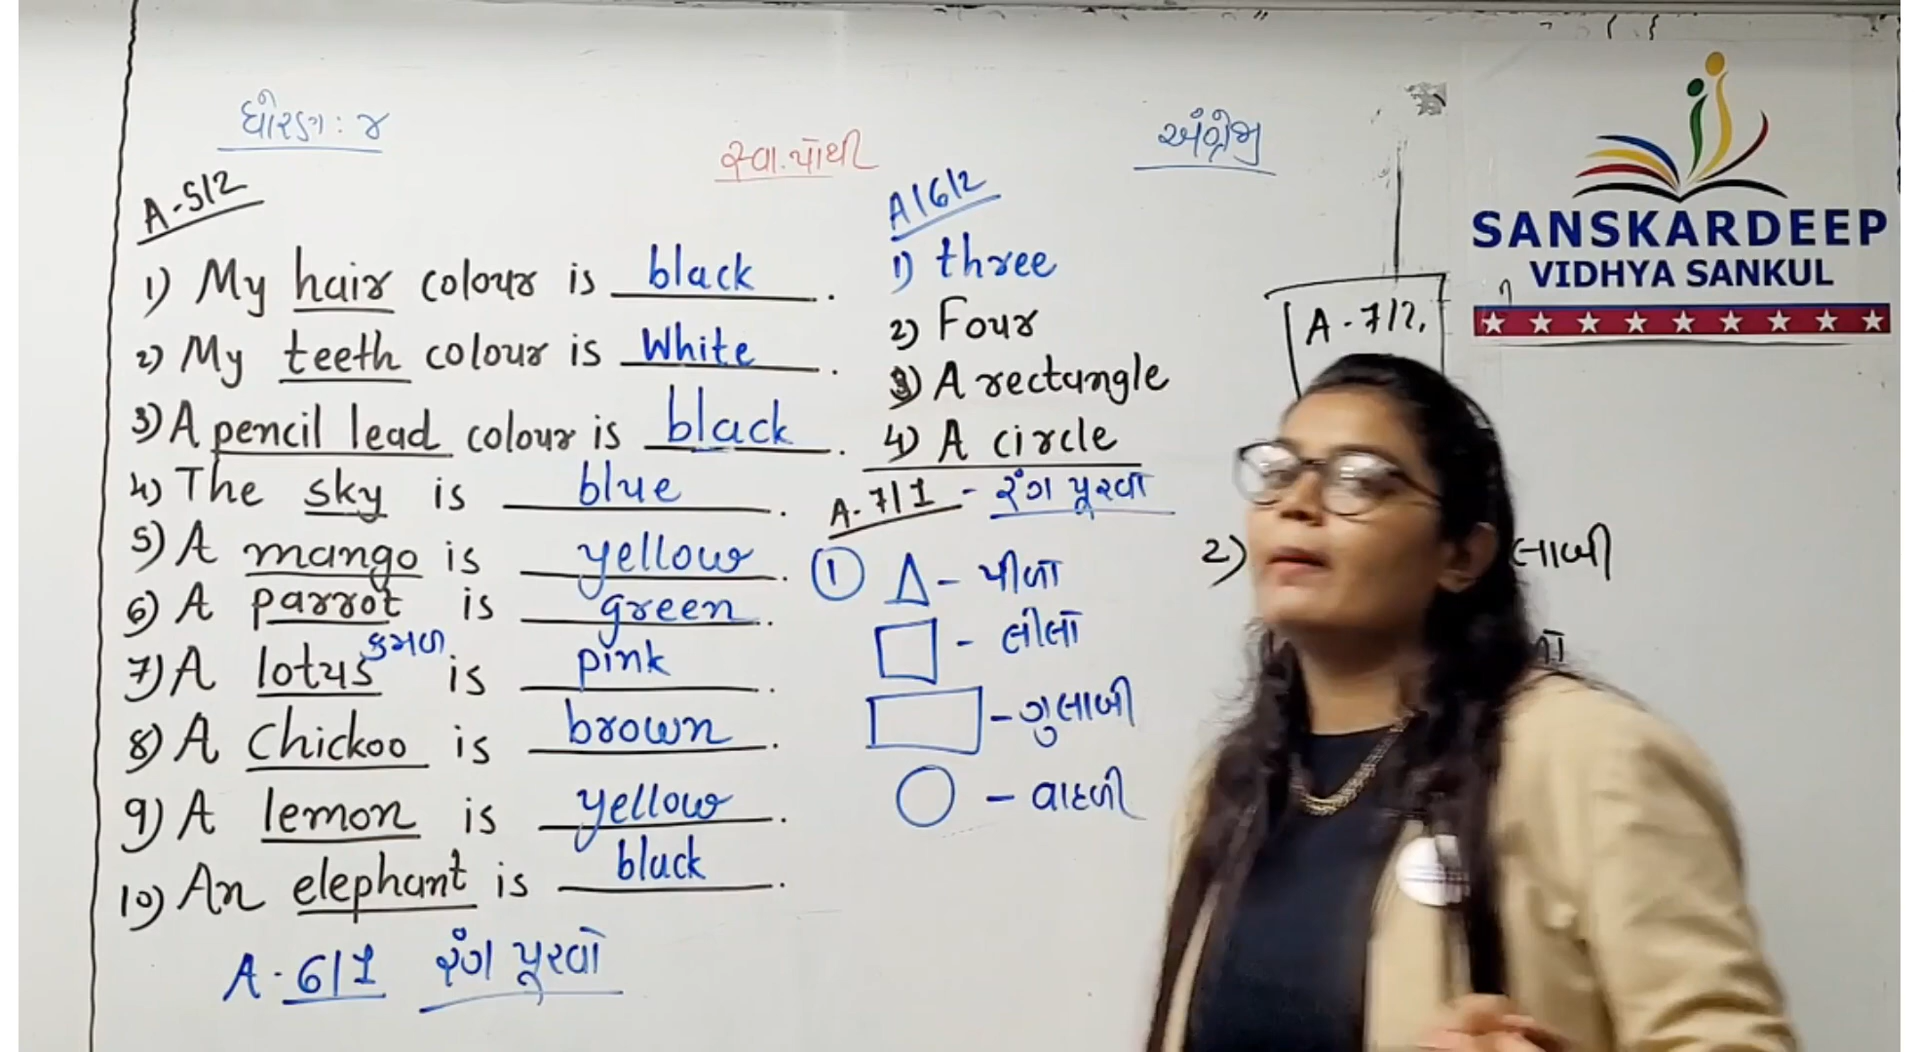 ધોરણ : ૪
સ્વા.પોથી
અંગ્રેજી
A-5/2
1) My hair colour is black.
2) My teeth colour is White.
3) A pencil lead colour is black.
4) The sky is blue.
5) A mango is yellow.
6) A parrot is green.
7) A lotus કમળ is pink.
8) A chickoo is brown.
9) A lemon is yellow.
10) An elephant is black.
A-6/1 રંગ પૂરવો
A/6/2
1) three
2) Four
3) A rectangle
4) A circle
A-7/1 - રંગ પૂરવો
1 - પીળો
- લીલો
- ગુલાબી
- વાદળી
A-7/2.
2)
SANSKARDEEP
VIDHYA SANKUL